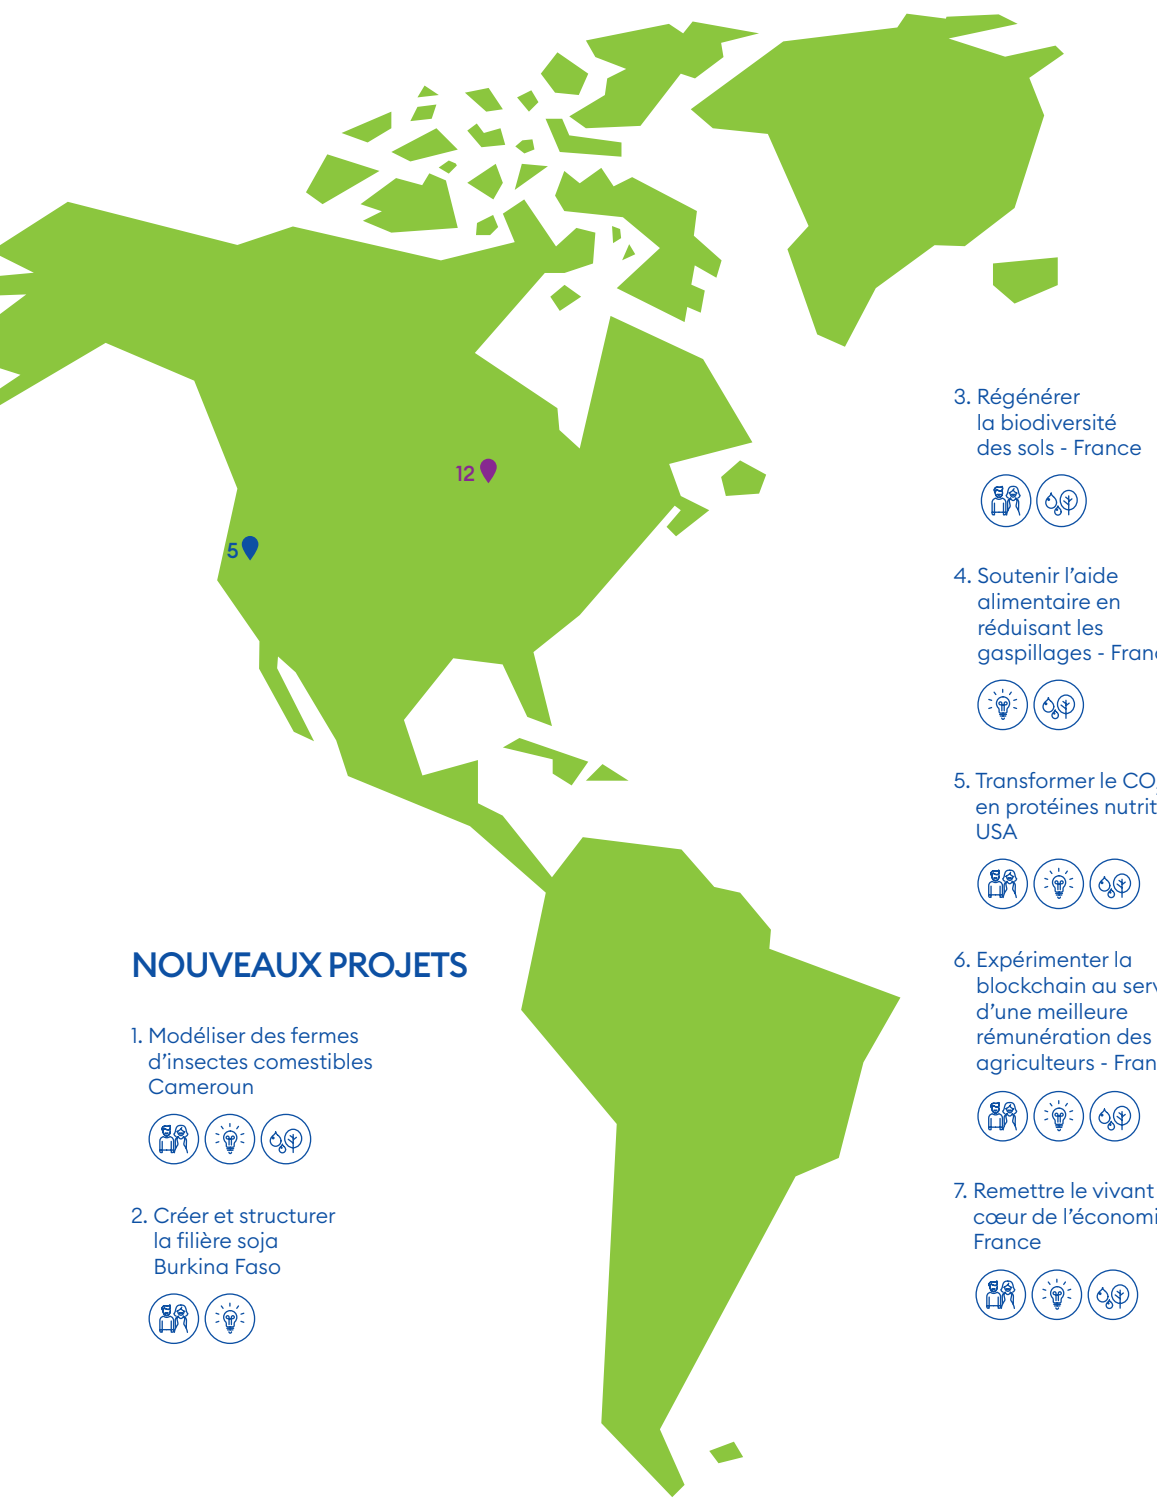 12
5
NOUVEAUX PROJETS
1. Modéliser des fermes
d’insectes comestibles
Cameroun
2. Créer et structurer
la filière soja
Burkina Faso
3. Régénérer
la biodiversité
des sols - France
4. Soutenir l’aide
alimentaire en
réduisant les
gaspillages -
5. Transformer le CO
en protéines
USA
6. Expérimenter la
blockchain au
d’une meilleure
rémunération des
agriculteurs -
7. Remettre le vivant
cœur de
France